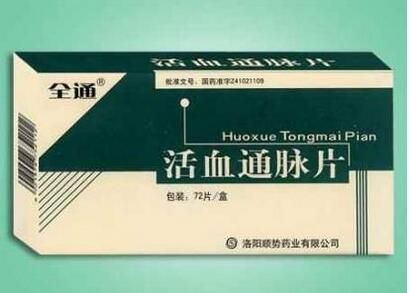 活血通脉片
全通®
批准文号：国药准字Z41021109
Huoxue Tongmai Pian
活血通脉片
包装：72片/盒
洛阳顺势药业有限公司